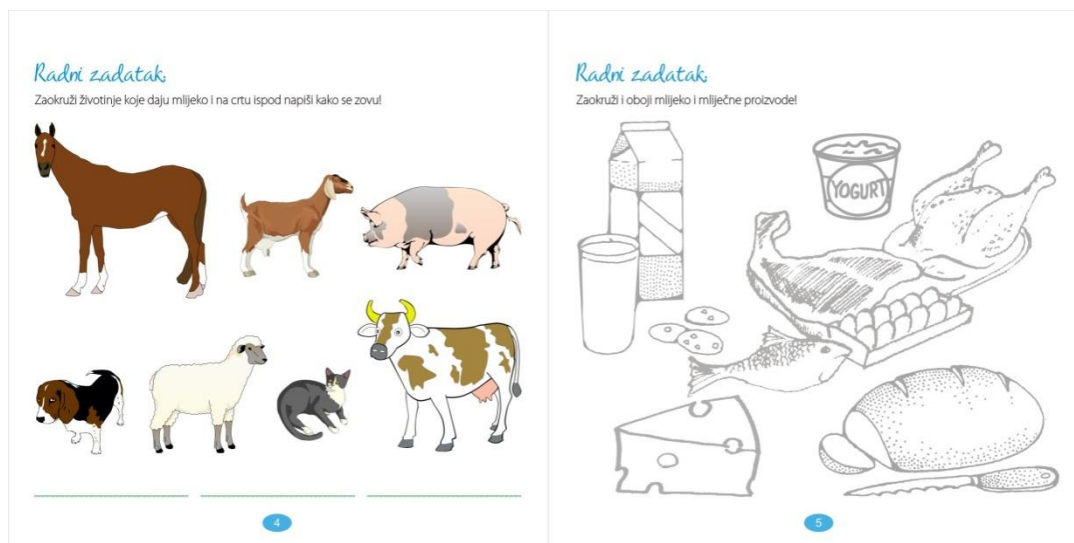 Radni zadatak:
Zaokruži životinje koje daju mlijeko i na crtu ispod napiši kako se zovu!
4
Radni zadatak:
Zaokruži i oboji mlijeko i mliječne proizvode!
YOGURT
5